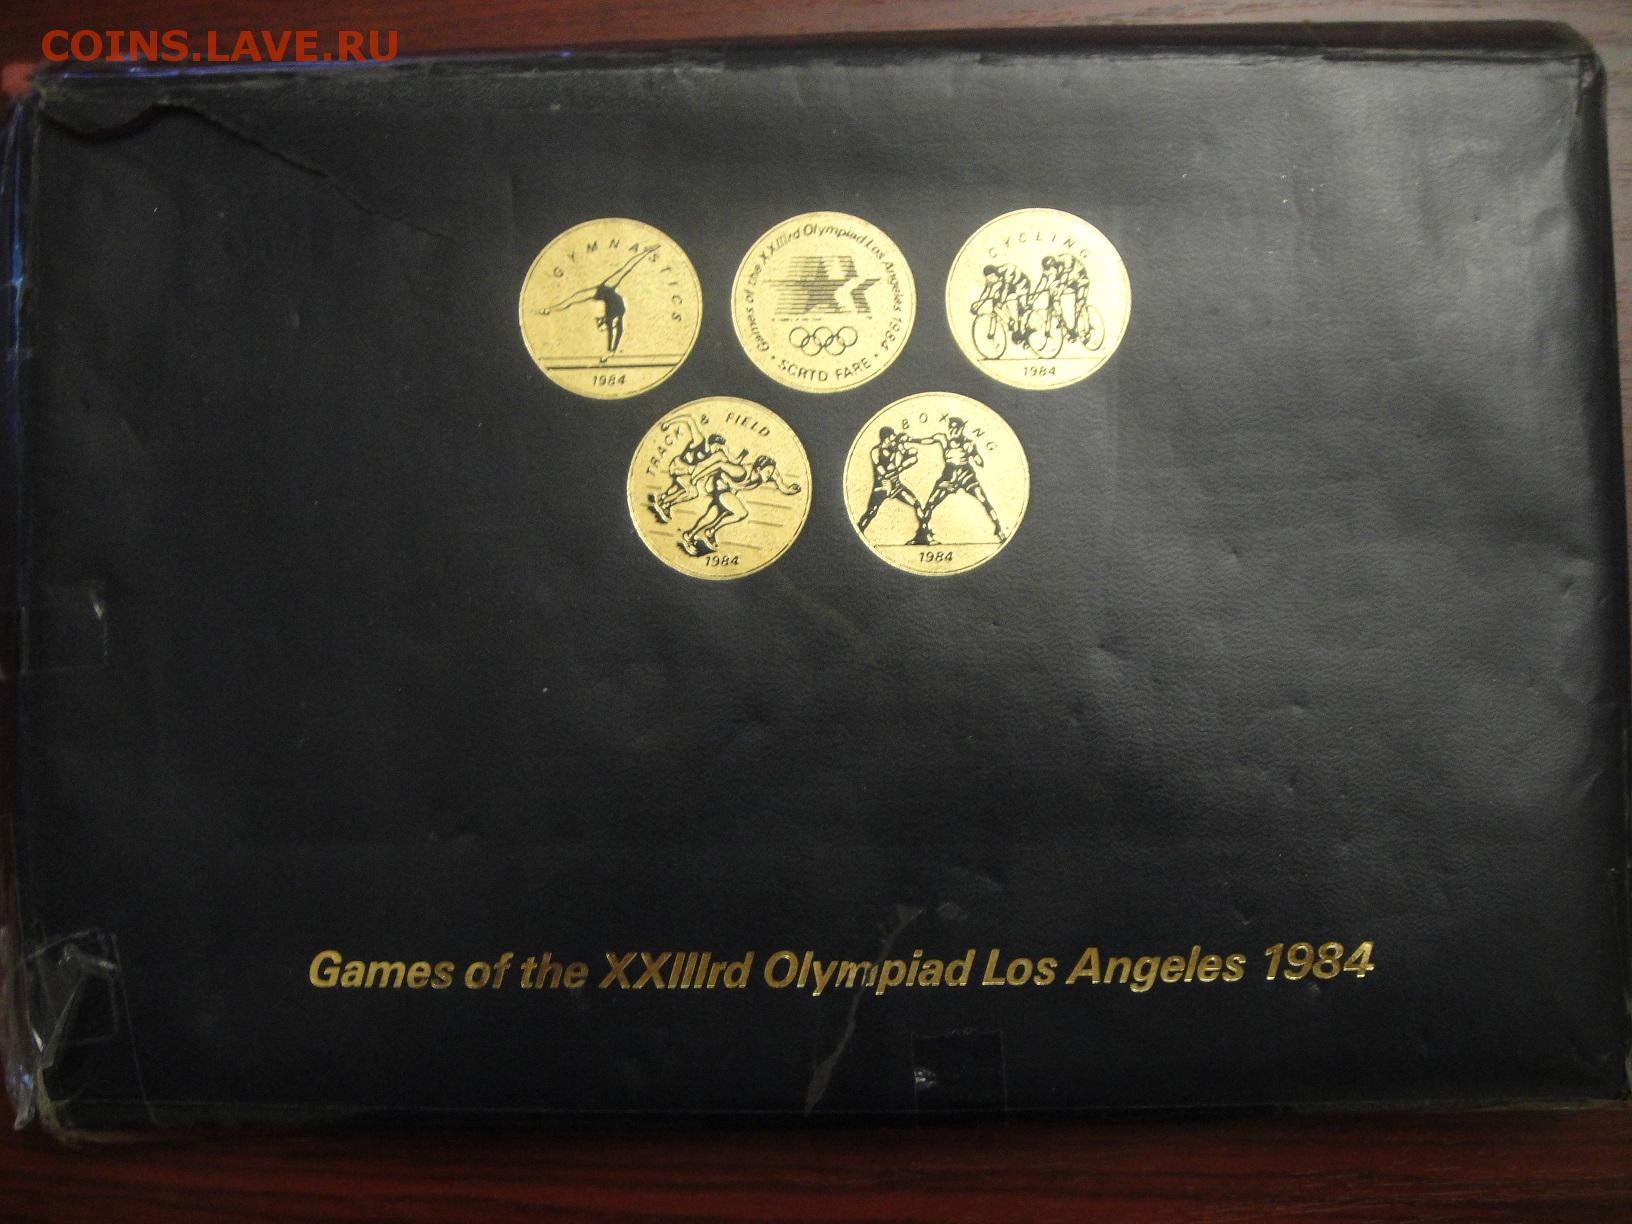 COINS.LAVE.RU
GYMNASTICS
1984
Games of the XXIIIrd Olympiad Los Angeles 1984
SCRTD FARE
CYCLING
1984
TRACK & FIELD
1984
BOXING
1984
Games of the XXIIIrd Olympiad Los Angeles 1984